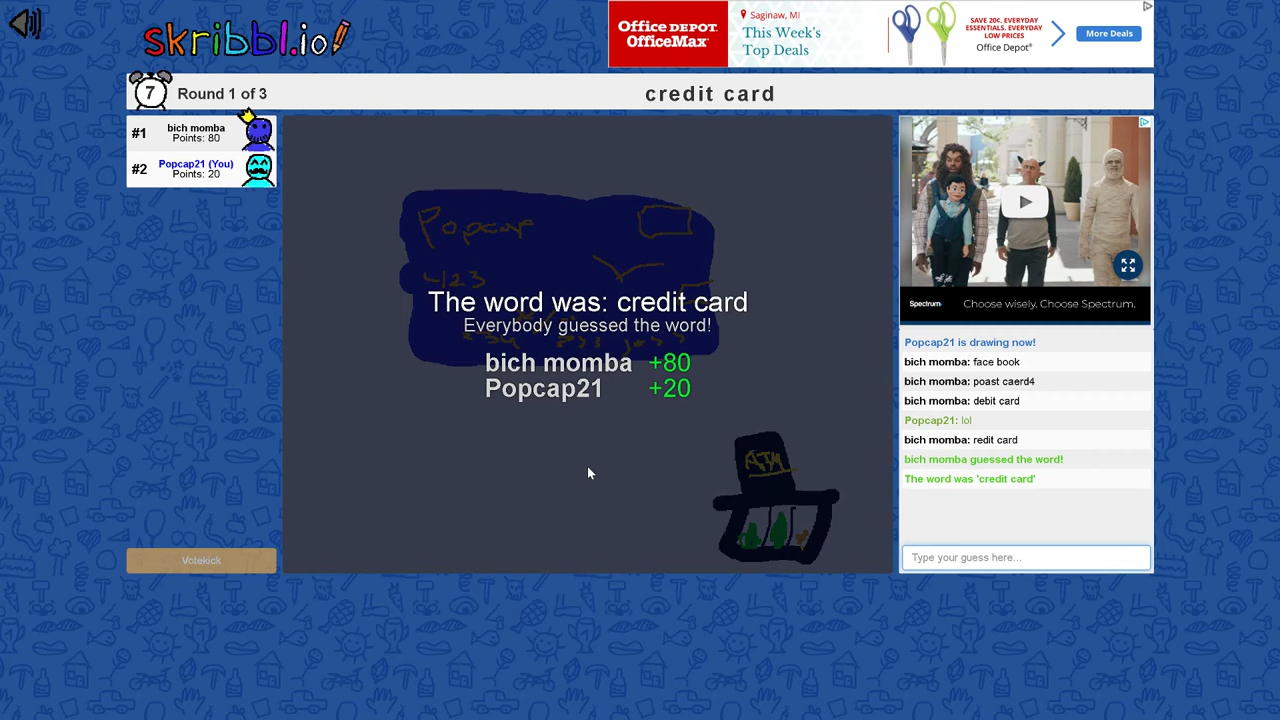 skribbl.io
Office DEPOT
OfficeMax
Saginaw, MI
This Week's
Top Deals
SAVE 20¢. EVERYDAY
ESSENTIALS. EVERYDAY
LOW PRICES
Office Depot
More Deals
7
Round 1 of 3
credit card
#1
bich momba
Points: 80
#2
Popcap21 (You)
Points: 20
Votekick
Popcap
4123
The word was: credit card
Everybody guessed the word!
bich momba +80
Popcap21 +20
ATM
Spectrum
Choose wisely. Choose Spectrum.
Popcap21 is drawing now!
bich momba: face book
bich momba: poast caerd4
bich momba: debit card
Popcap21: lol
bich momba: redit card
bich momba guessed the word!
The word was 'credit card'
Type your guess here...